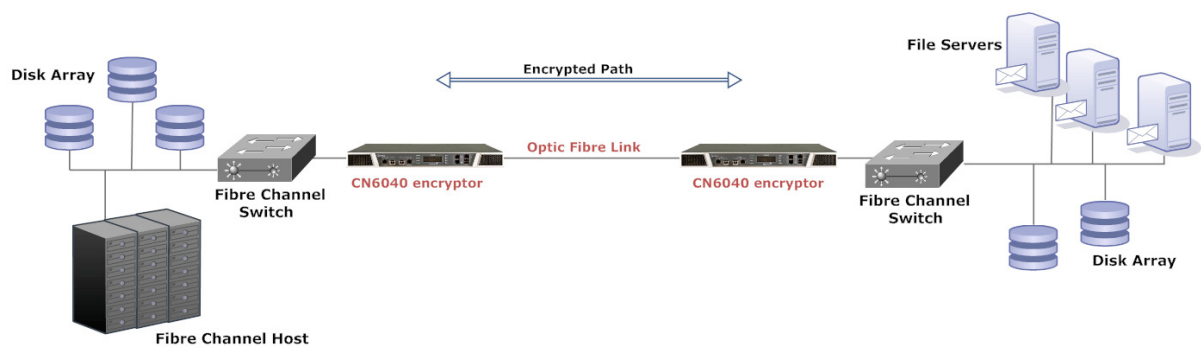 File Servers
Disk Array
Encrypted Path
Optic Fibre Link
CN6040 encryptor
CN6040 encryptor
Fibre Channel
Switch
Fibre Channel
Switch
Disk Array
Fibre Channel Host